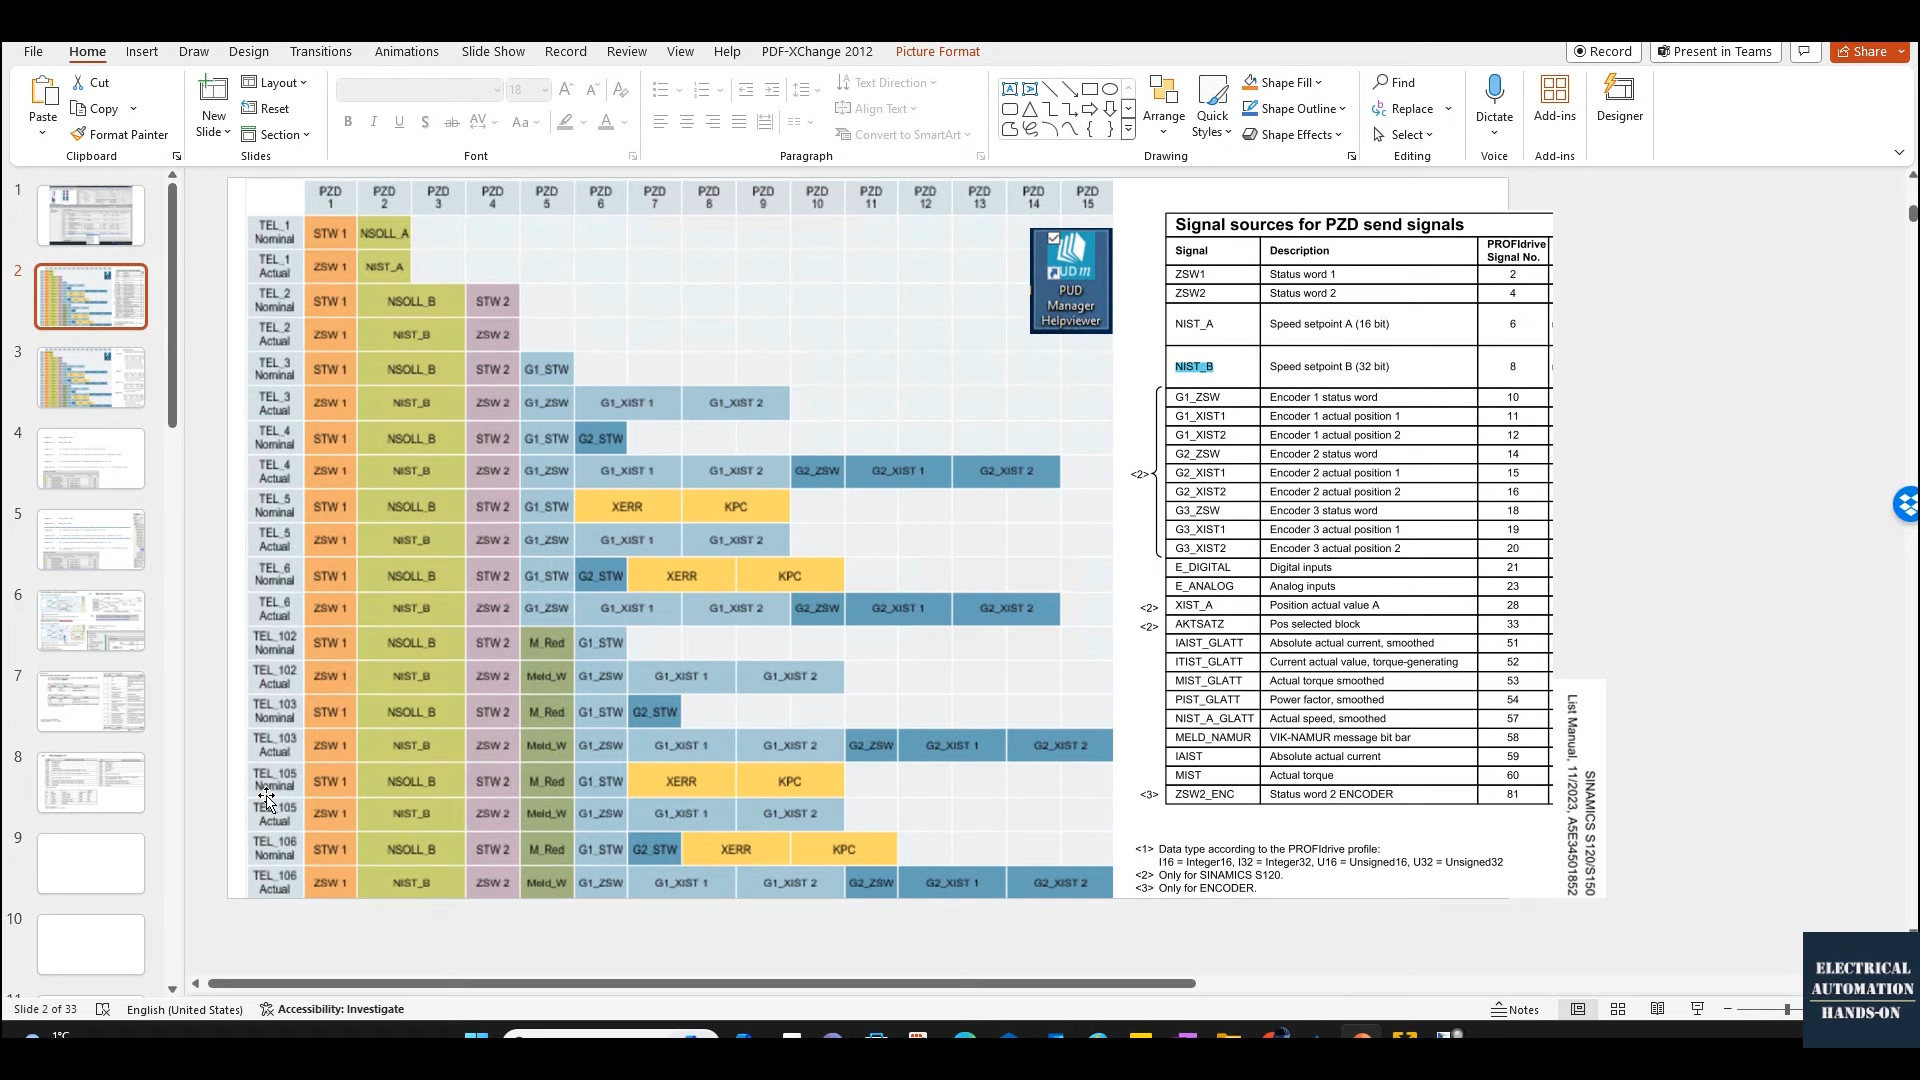 File Home Insert Draw Design Transitions Animations Slide Show Record Review View Help PDF-XChange 2012 Picture Format
Record Present in Teams Share
Paste Cut Copy Format Painter
Clipboard
New Slide Layout Reset Section
Slides
18
Font
Text Direction Align Text Convert to SmartArt
Paragraph
Arrange Quick Styles Shape Fill Shape Outline Shape Effects
Drawing
Find Replace Select
Editing
Dictate
Voice
Add-ins
Add-ins
Designer
1
2
3
4
5
6
7
8
9
10
PZD 1 PZD 2 PZD 3 PZD 4 PZD 5 PZD 6 PZD 7 PZD 8 PZD 9 PZD 10 PZD 11 PZD 12 PZD 13 PZD 14 PZD 15
TEL_1 Nominal STW 1 NSOLL_A
TEL_1 Actual ZSW 1 NIST_A
TEL_2 Nominal STW 1 NSOLL_B STW 2
TEL_2 Actual ZSW 1 NIST_B ZSW 2
TEL_3 Nominal STW 1 NSOLL_B STW 2 G1_STW
TEL_3 Actual ZSW 1 NIST_B ZSW 2 G1_ZSW G1_XIST 1 G1_XIST 2
TEL_4 Nominal STW 1 NSOLL_B STW 2 G1_STW G2_STW
TEL_4 Actual ZSW 1 NIST_B ZSW 2 G1_ZSW G1_XIST 1 G1_XIST 2 G2_ZSW G2_XIST 1 G2_XIST 2
TEL_5 Nominal STW 1 NSOLL_B STW 2 G1_STW XERR KPC
TEL_5 Actual ZSW 1 NIST_B ZSW 2 G1_ZSW G1_XIST 1 G1_XIST 2
TEL_6 Nominal STW 1 NSOLL_B STW 2 G1_STW G2_STW XERR KPC
TEL_6 Actual ZSW 1 NIST_B ZSW 2 G1_ZSW G1_XIST 1 G1_XIST 2 G2_ZSW G2_XIST 1 G2_XIST 2
TEL_102 Nominal STW 1 NSOLL_B STW 2 M_Red G1_STW
TEL_102 Actual ZSW 1 NIST_B ZSW 2 Meld_W G1_ZSW G1_XIST 1 G1_XIST 2
TEL_103 Nominal STW 1 NSOLL_B STW 2 M_Red G1_STW G2_STW
TEL_103 Actual ZSW 1 NIST_B ZSW 2 Meld_W G1_ZSW G1_XIST 1 G1_XIST 2 G2_ZSW G2_XIST 1 G2_XIST 2
TEL_105 Nominal STW 1 NSOLL_B STW 2 M_Red G1_STW XERR KPC
TEL_105 Actual ZSW 1 NIST_B ZSW 2 Meld_W G1_ZSW G1_XIST 1 G1_XIST 2
TEL_106 Nominal STW 1 NSOLL_B STW 2 M_Red G1_STW G2_STW XERR KPC
TEL_106 Actual ZSW 1 NIST_B ZSW 2 Meld_W G1_ZSW G1_XIST 1 G1_XIST 2 G2_ZSW G2_XIST 1 G2_XIST 2
UDm
PUD
Manager
Helpviewer
Signal sources for PZD send signals
Signal Description PROFIdrive Signal No.
ZSW1 Status word 1 2
ZSW2 Status word 2 4
NIST_A Speed setpoint A (16 bit) 6
NIST_B Speed setpoint B (32 bit) 8
G1_ZSW Encoder 1 status word 10
G1_XIST1 Encoder 1 actual position 1 11
G1_XIST2 Encoder 1 actual position 2 12
G2_ZSW Encoder 2 status word 14
<2> G2_XIST1 Encoder 2 actual position 1 15
G2_XIST2 Encoder 2 actual position 2 16
G3_ZSW Encoder 3 status word 18
G3_XIST1 Encoder 3 actual position 1 19
G3_XIST2 Encoder 3 actual position 2 20
E_DIGITAL Digital inputs 21
E_ANALOG Analog inputs 23
<2> XIST_A Position actual value A 28
<2> AKTSATZ Pos selected block 33
IAIST_GLATT Absolute actual current, smoothed 51
ITIST_GLATT Current actual value, torque-generating 52
MIST_GLATT Actual torque smoothed 53
PIST_GLATT Power factor, smoothed 54
NIST_A_GLATT Actual speed, smoothed 57
MELD_NAMUR VIK-NAMUR message bit bar 58
IAIST Absolute actual current 59
MIST Actual torque 60
<3> ZSW2_ENC Status word 2 ENCODER 81
<1> Data type according to the PROFIdrive profile:
I16 = Integer16, I32 = Integer32, U16 = Unsigned16, U32 = Unsigned32
<2> Only for SINAMICS S120.
<3> Only for ENCODER.
SINAMICS S120/S150
List Manual, 11/2023, A5E34501852
ELECTRICAL
AUTOMATION
HANDS-ON
Slide 2 of 33 English (United States) Accessibility: Investigate Notes
1°C